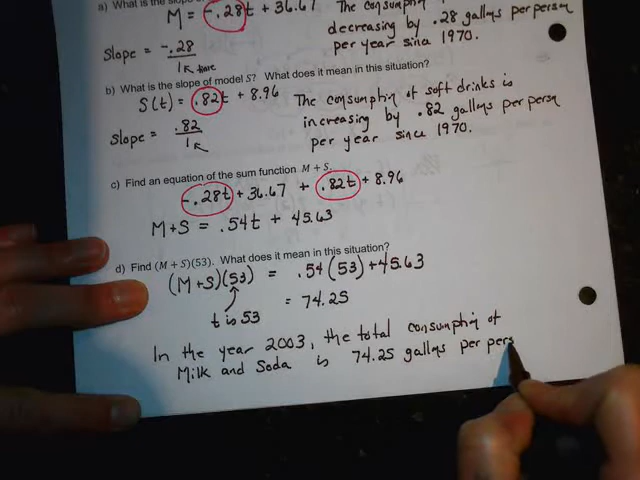 a) What is the slope of
M = -.28t + 36.67
The consumption
decreasing by .28 gallons per person
per year since 1970.
Slope = -.28
1 ← time
b) What is the slope of model S? What does it mean in this situation?
S(t) = .82t + 8.96
The consumption of soft drinks is
increasing by .82 gallons per person
per year since 1970.
slope = .82
1
c) Find an equation of the sum function M + S.
-.28t + 36.67 + .82t + 8.96
M+S = .54t + 45.63
d) Find (M + S)(53). What does it mean in this situation?
(M+S)(53) = .54(53)+45.63
= 74.25
t is 53
In the year 2003, the total consumption of
Milk and Soda is 74.25 gallons per pers